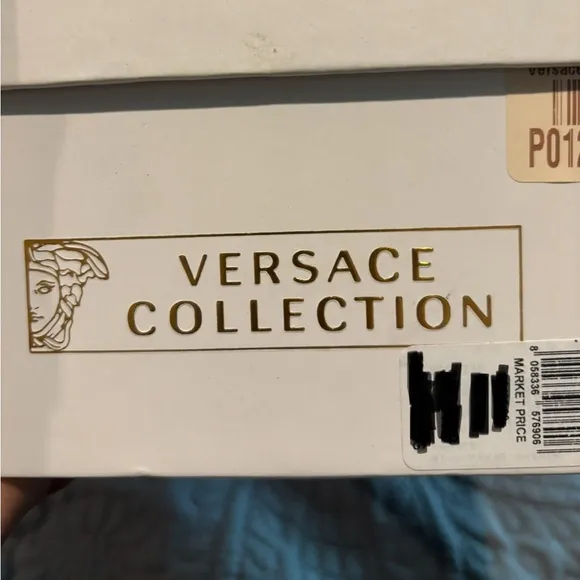 Versace
P012
VERSACE
COLLECTION
8 058336 576906
MARKET PRICE